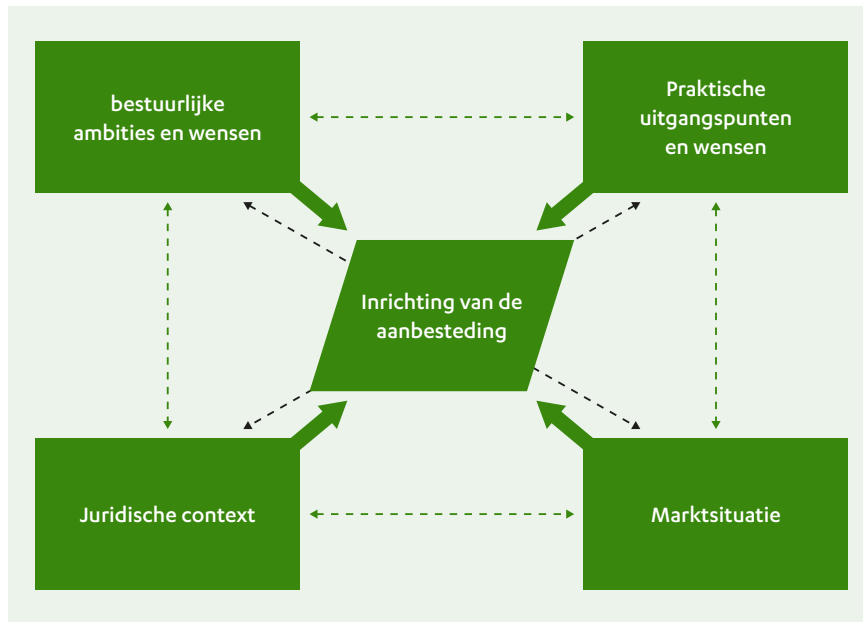 bestuurlijke
ambities en wensen
Praktische
uitgangspunten
en wensen
Inrichting van de
aanbesteding
Juridische context
Marktsituatie